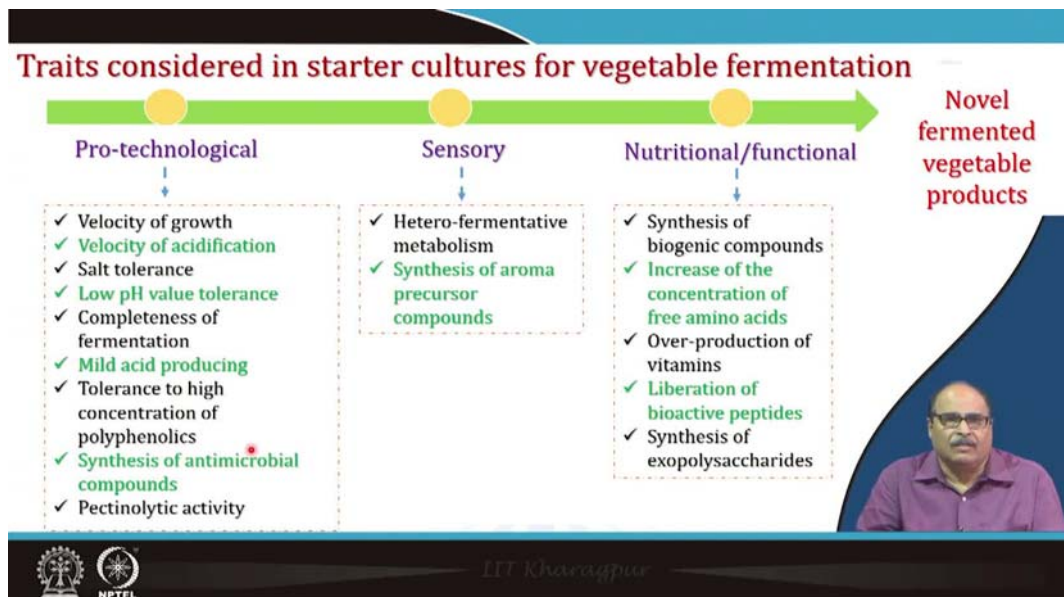 Traits considered in starter cultures for vegetable fermentation
Novel
fermented
vegetable
products
Pro-technological
✓ Velocity of growth
✓ Velocity of acidification
✓ Salt tolerance
✓ Low pH value tolerance
✓ Completeness of
fermentation
✓ Mild acid producing
✓ Tolerance to high
concentration of
polyphenolics
✓ Synthesis of antimicrobial
compounds
✓ Pectinolytic activity
Sensory
✓ Hetero-fermentative
metabolism
✓ Synthesis of aroma
precursor
compounds
Nutritional/functional
✓ Synthesis of
biogenic compounds
✓ Increase of the
concentration of
free amino acids
✓ Over-production of
vitamins
✓ Liberation of
bioactive peptides
✓ Synthesis of
exopolysaccharides
IIT Kharagpur
NPTEL